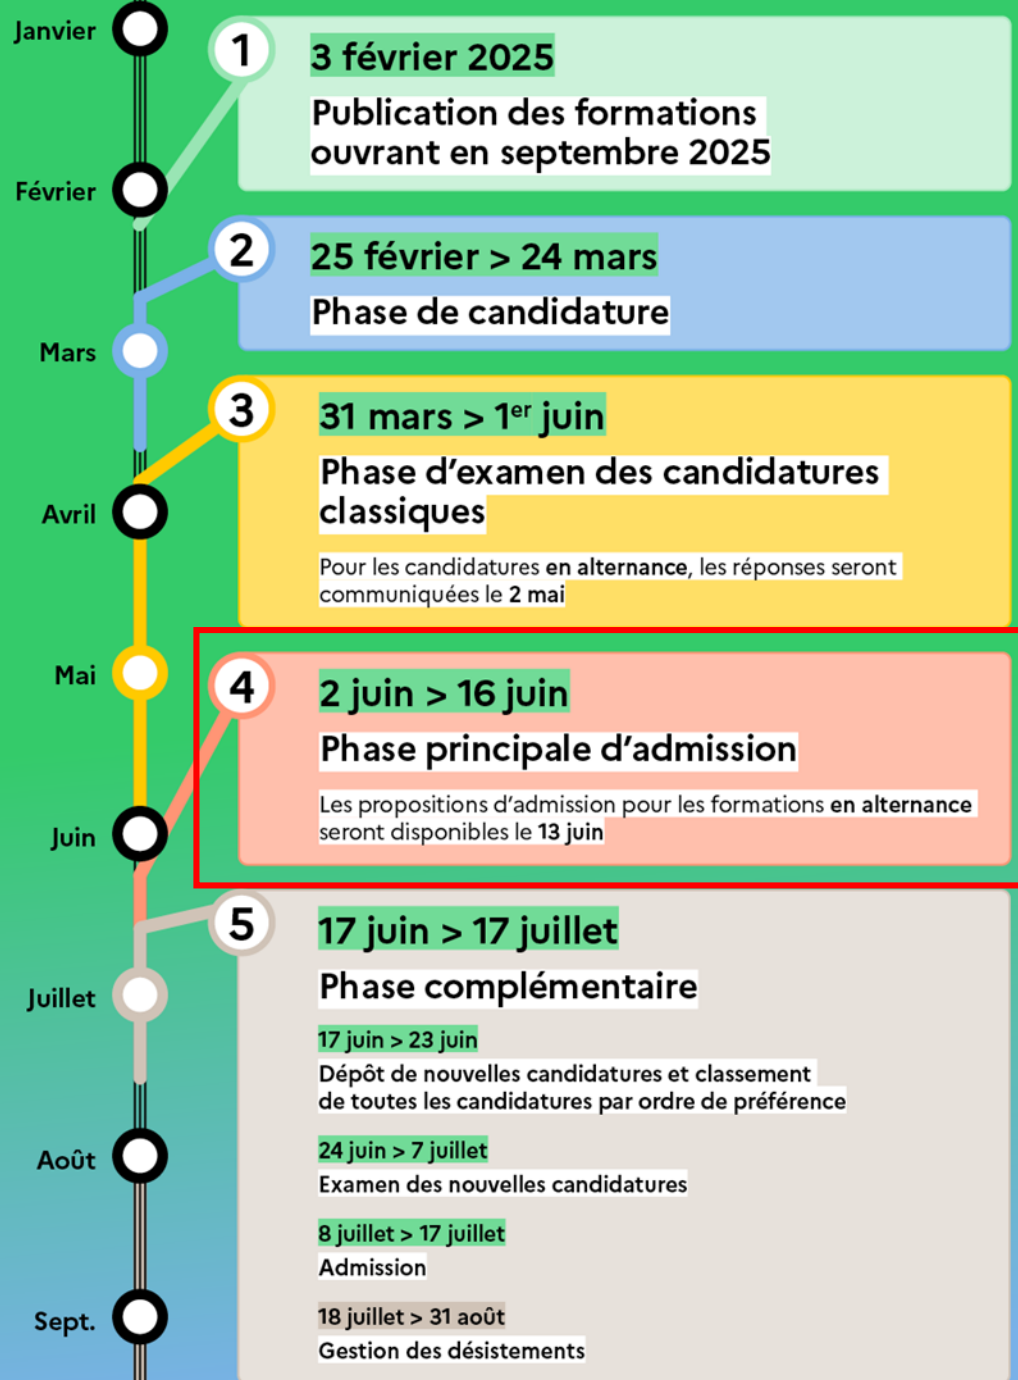 Janvier
1
3 février 2025
Publication des formations
ouvrant en septembre 2025
Février
2
25 février > 24 mars
Phase de candidature
Mars
3
31 mars > 1er juin
Phase d’examen des candidatures
classiques
Avril
Pour les candidatures en alternance, les réponses seront
communiquées le 2 mai
Mai
4
2 juin > 16 juin
Phase principale d’admission
Les propositions d’admission pour les formations en alternance
seront disponibles le 13 juin
Juin
5
17 juin > 17 juillet
Phase complémentaire
Juillet
17 juin > 23 juin
Dépôt de nouvelles candidatures et classement
de toutes les candidatures par ordre de préférence
24 juin > 7 juillet
Août
Examen des nouvelles candidatures
8 juillet > 17 juillet
Admission
18 juillet > 31 août
Sept.
Gestion des désistements